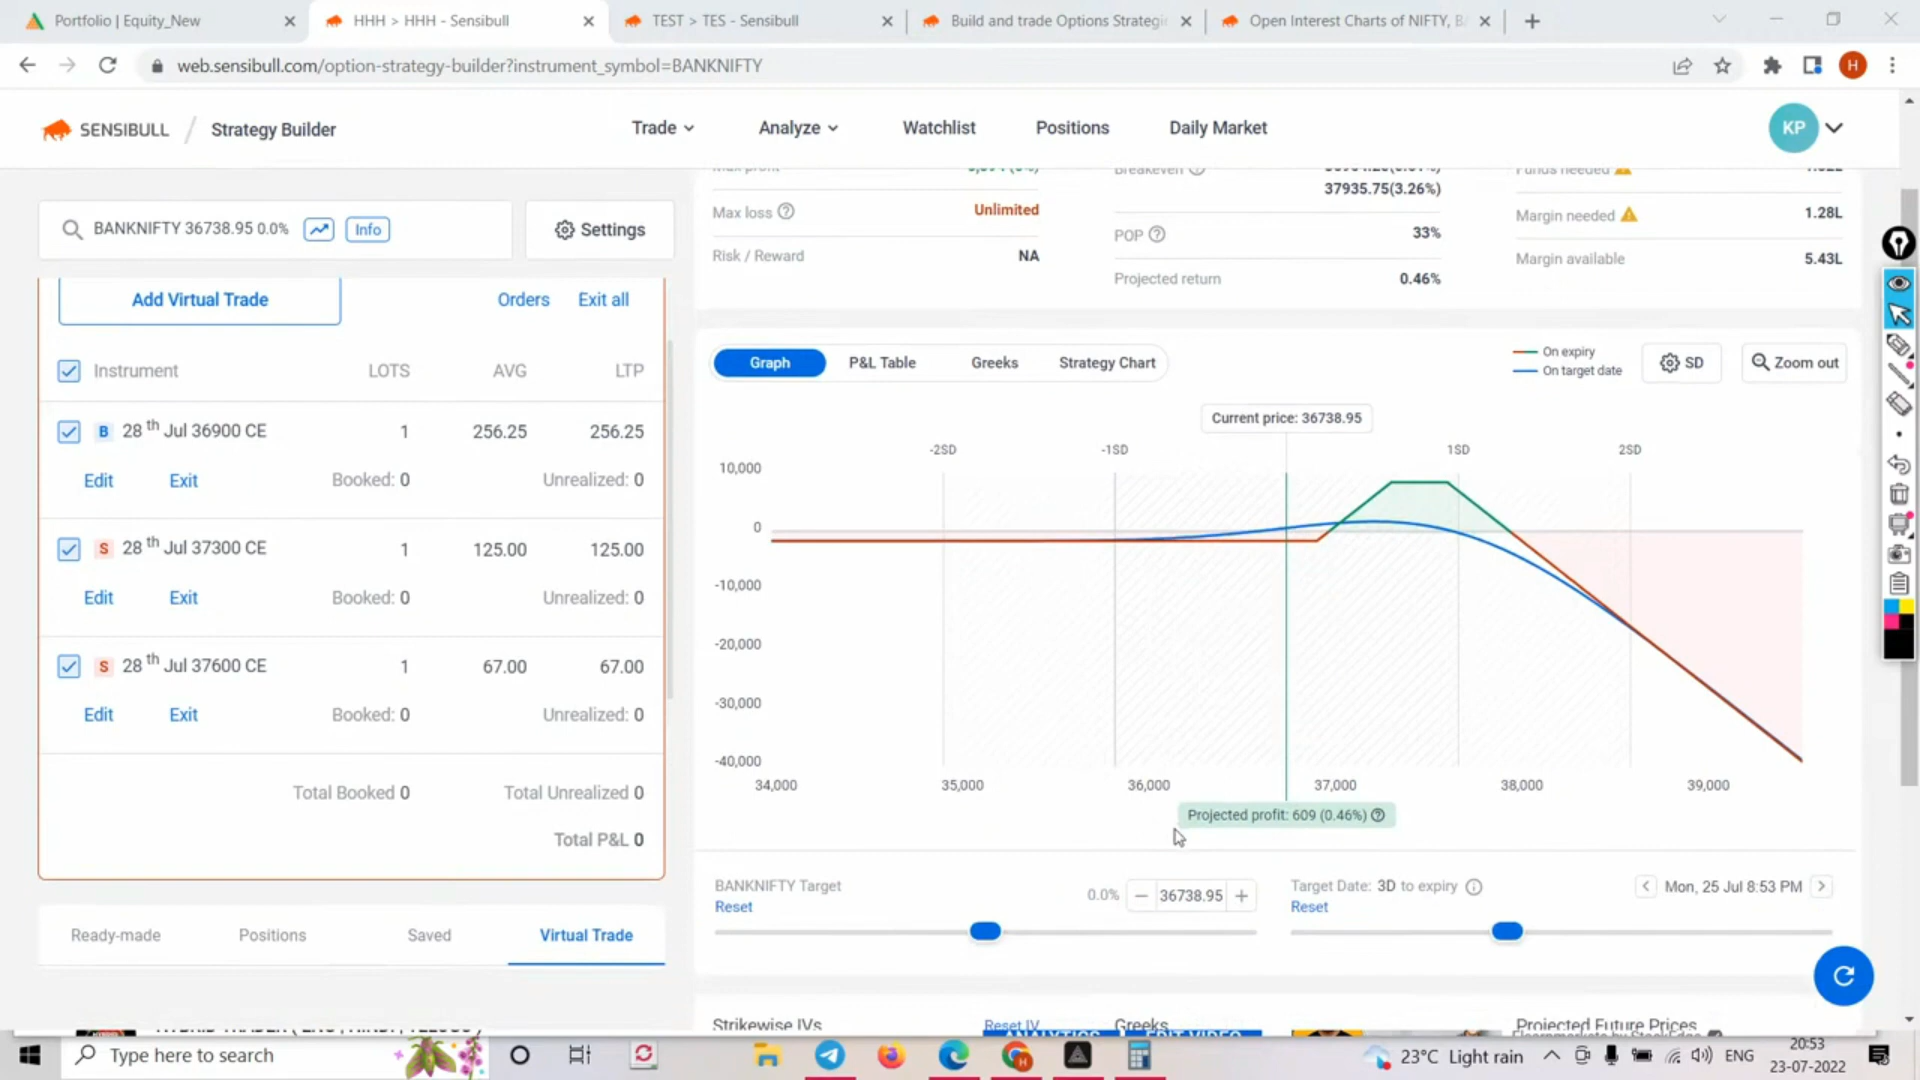 Portfolio | Equity_New
HHH > HHH - Sensibull
TEST > TES - Sensibull
Build and trade Options Strategie
Open Interest Charts of NIFTY, B
web.sensibull.com/option-strategy-builder?instrument_symbol=BANKNIFTY
H
SENSIBULL / Strategy Builder
Trade
Analyze
Watchlist
Positions
Daily Market
KP
BANKNIFTY 36738.95 0.0%
Info
Settings
Add Virtual Trade
Orders
Exit all
Instrument LOTS AVG LTP
B 28 th Jul 36900 CE 1 256.25 256.25
Edit Exit Booked: 0 Unrealized: 0
S 28 th Jul 37300 CE 1 125.00 125.00
Edit Exit Booked: 0 Unrealized: 0
S 28 th Jul 37600 CE 1 67.00 67.00
Edit Exit Booked: 0 Unrealized: 0
Total Booked 0 Total Unrealized 0
Total P&L 0
Ready-made Positions Saved Virtual Trade
Max profit
Max loss Unlimited
Risk / Reward NA
Breakeven
37935.75(3.26%)
POP 33%
Projected return 0.46%
Funds needed
Margin needed 1.28L
Margin available 5.43L
Graph P&L Table Greeks Strategy Chart
On expiry
On target date
SD
Zoom out
Current price: 36738.95
-2SD -1SD 1SD 2SD
10,000
0
-10,000
-20,000
-30,000
-40,000
34,000 35,000 36,000 37,000 38,000 39,000
Projected profit: 609 (0.46%)
BANKNIFTY Target
Reset
0.0% − 36738.95 +
Target Date: 3D to expiry
Reset
Mon, 25 Jul 8:53 PM
Strikewise IVs Reset IV Greeks
Projected Future Prices
Type here to search
23°C Light rain
ENG
20:53
23-07-2022